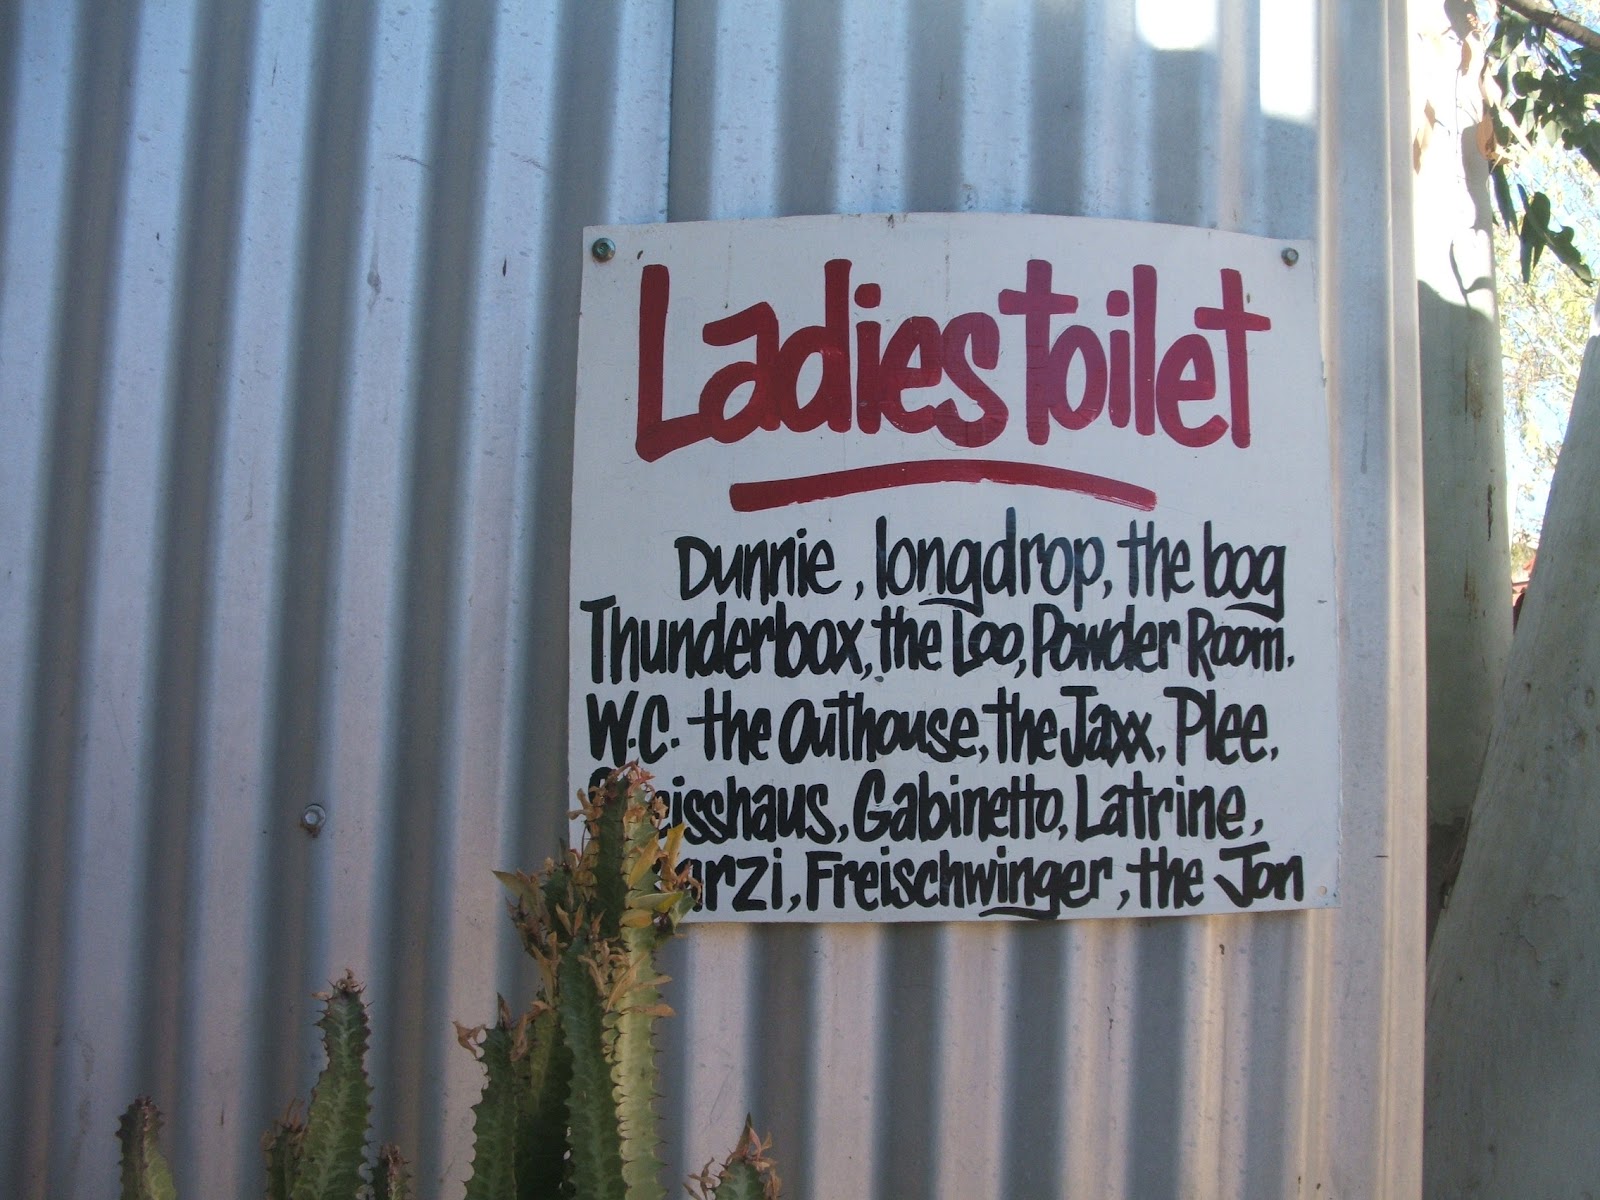 Ladies toilet
Dunnie, longdrop, the bog
Thunderbox, the Loo, Powder Room.
W.C. the Outhouse, the Jaxx, Plee,
Gabinetto, Latrine,
Freischwinger, the Jon